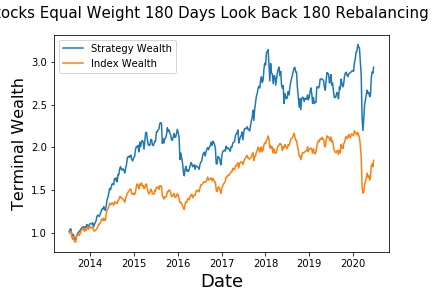 Equal Weight 180 Days Look Back 180 Rebalancing
Strategy Wealth
Index Wealth
Terminal Wealth
3.0
2.5
2.0
1.5
1.0
2014 2015 2016 2017 2018 2019 2020
Date